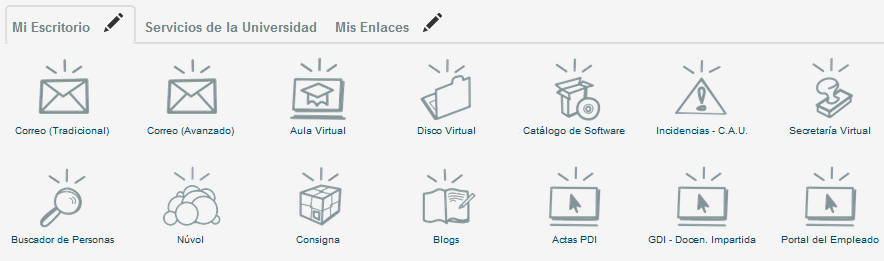 Mi Escritorio
Servicios de la Universidad
Mis Enlaces
Correo (Tradicional)
Correo (Avanzado)
Aula Virtual
Disco Virtual
Catálogo de Software
Incidencias - C.A.U.
Secretaría Virtual
Buscador de Personas
Núvol
Consigna
Blogs
Actas PDI
GDI - Docen. Impartida
Portal del Empleado